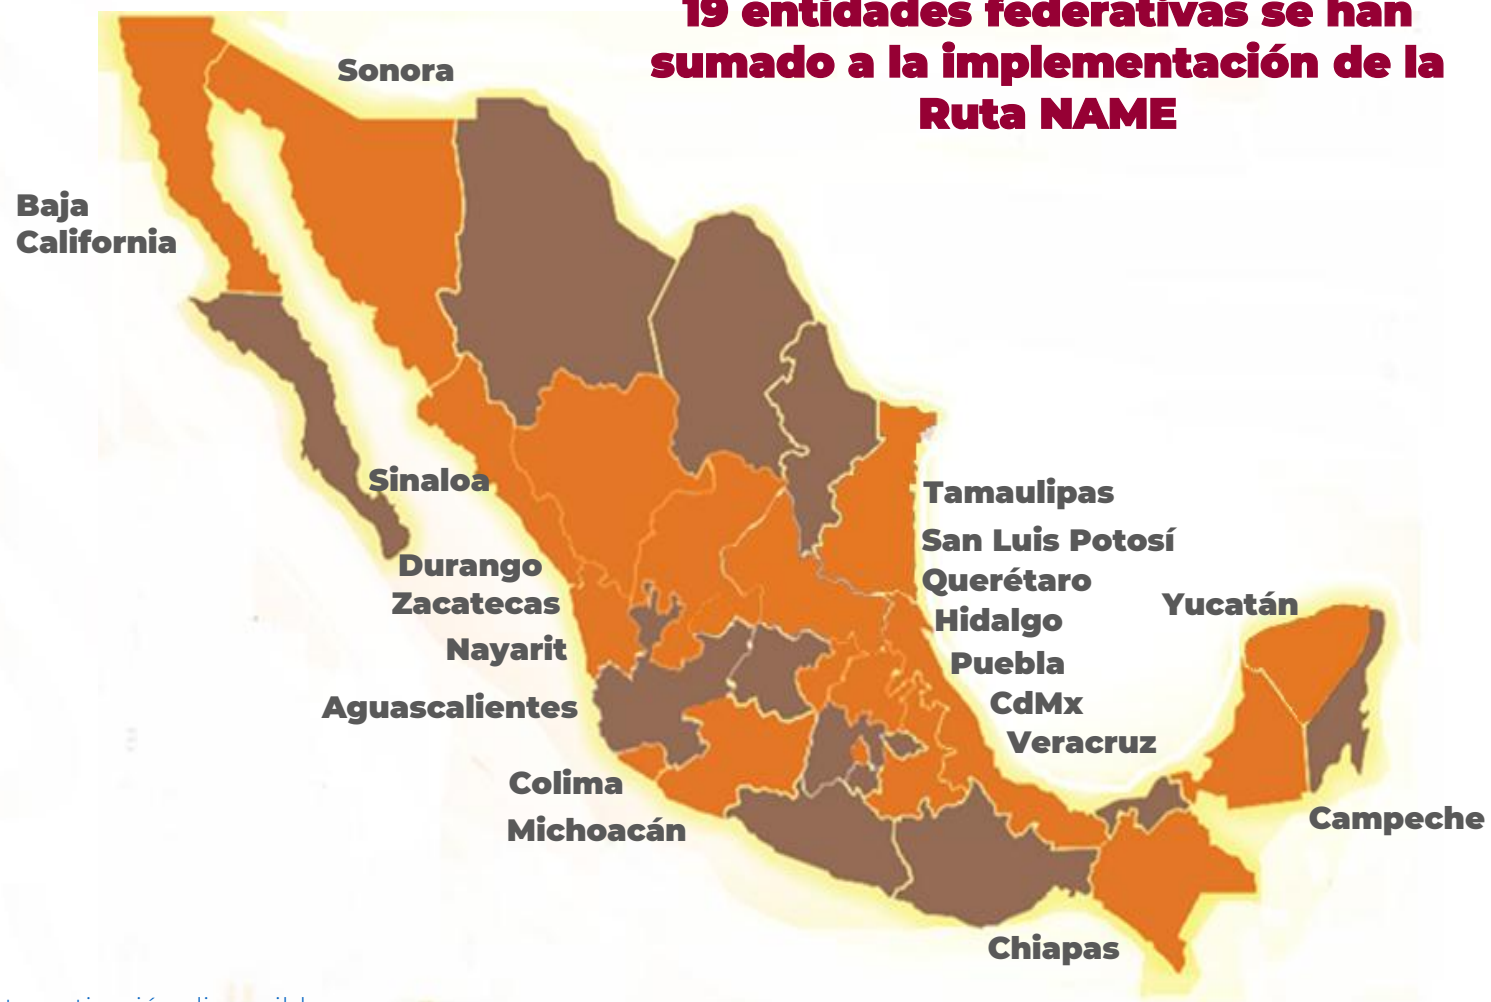 19 entidades federativas se han
sumado a la implementación de la
Ruta NAME
Sonora
Baja
California
Sinaloa
Durango
Zacatecas
Nayarit
Aguascalientes
Colima
Michoacán
Tamaulipas
San Luis Potosí
Querétaro
Hidalgo
Puebla
CdMx
Veracruz
Yucatán
Campeche
Chiapas